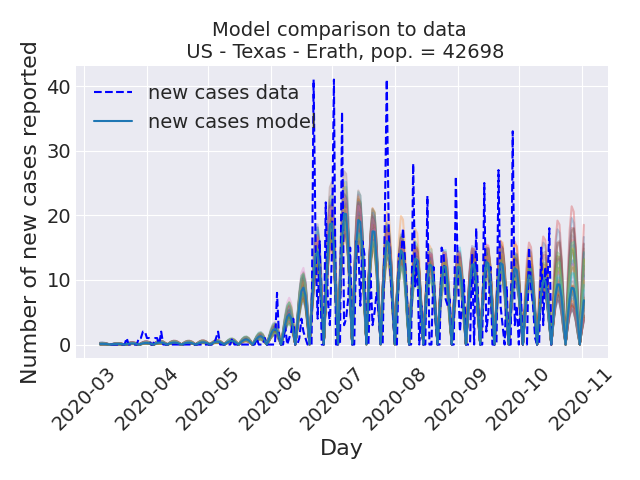 Model comparison to data
US - Texas - Erath, pop. = 42698
Number of new cases reported
40
30
20
10
0
new cases data
new cases model
2020-03
2020-04
2020-05
2020-06
2020-07
2020-08
2020-09
2020-10
2020-11
Day